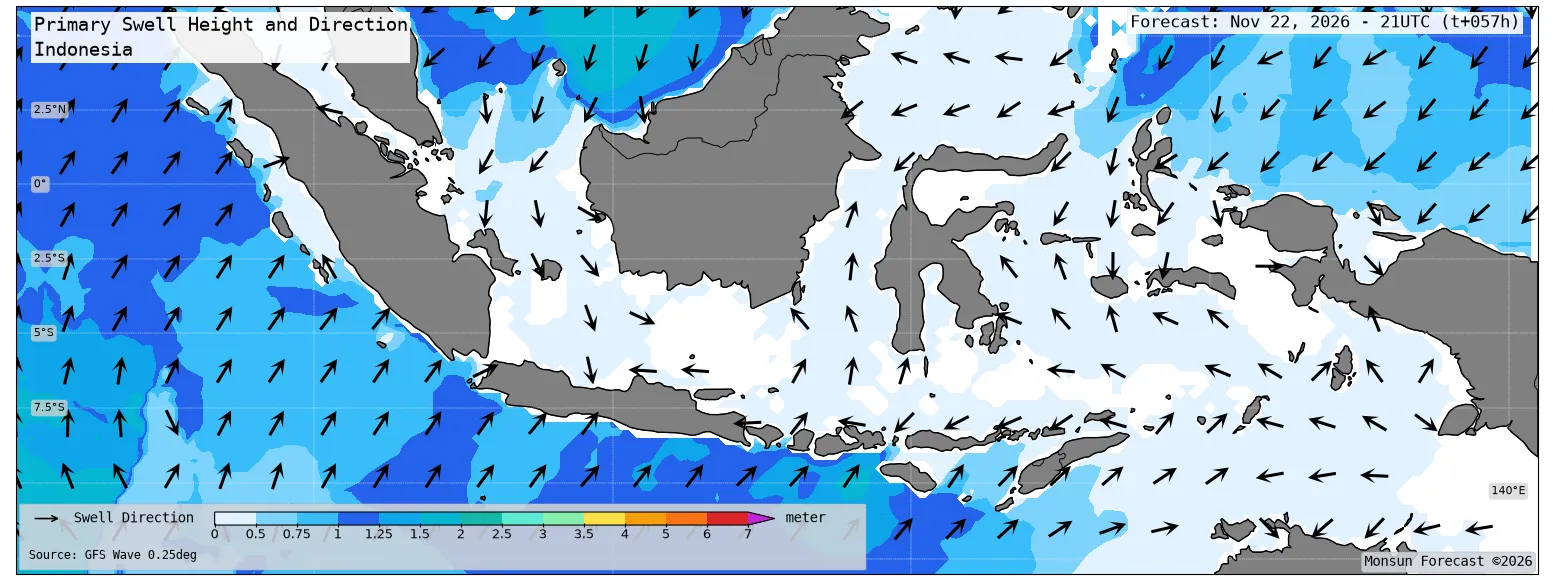 Primary Swell Height and Direction
Indonesia
Forecast: Nov 22, 2026 - 21UTC (t+057h)
2.5°N
0°
2.5°S
5°S
7.5°S
140°E
Swell Direction
0 0.5 0.75 1 1.25 1.5 2 2.5 3 3.5 4 5 6 7
meter
Source: GFS Wave 0.25deg
Monsun Forecast ©2026